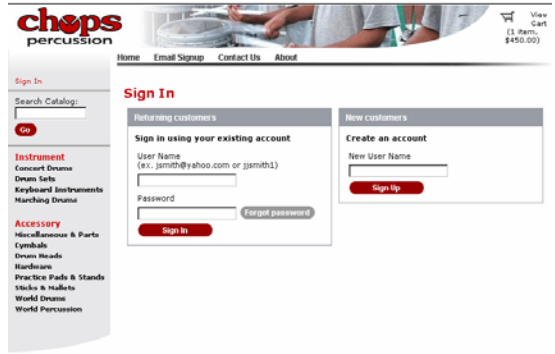 chops
percussion
View
Cart
(1 item,
$450.00)
Home Email Signup Contact Us About
Sign In
Search Catalog:
Go
Instrument
Concert Drums
Drum Sets
Keyboard Instruments
Marching Drums
Accessory
Miscellaneous & Parts
Cymbals
Drum Heads
Hardware
Practice Pads & Stands
Sticks & Mallets
World Drums
World Percussion
Sign In
Returning customers
Sign in using your existing account
User Name
(ex. jsmith@yahoo.com or jjsmith1)
Password
Forgot password
Sign In
New customers
Create an account
New User Name
Sign Up